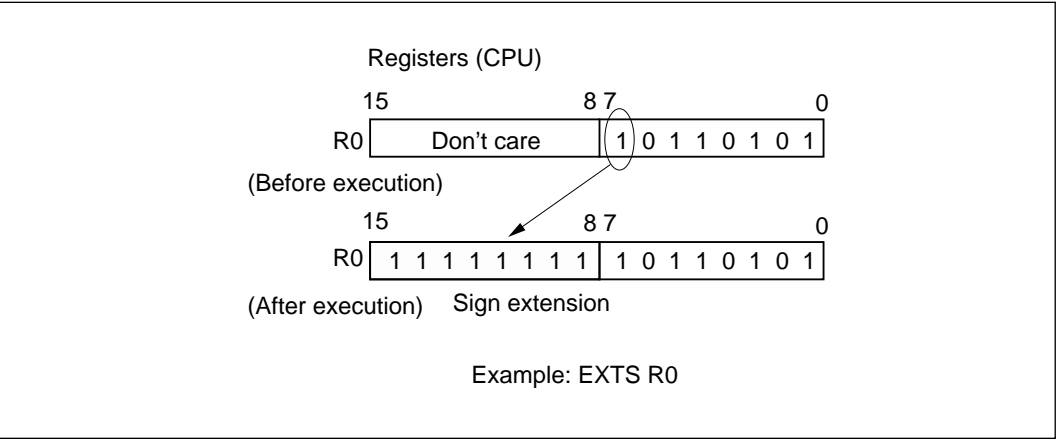 Registers (CPU)
15 8 7 0
R0 Don't care 1 0 1 1 0 1 0 1
(Before execution)
15 8 7 0
R0 1 1 1 1 1 1 1 1 1 0 1 1 0 1 0 1
(After execution) Sign extension
Example: EXTS R0